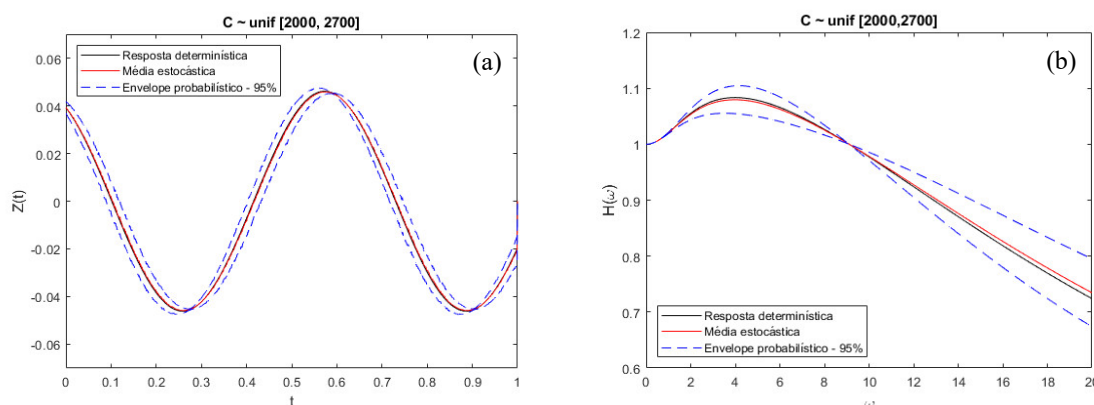 C ~ unif [2000, 2700]
(a)
Resposta determinística
Média estocástica
Envelope probabilístico - 95%
Z(t)
0.06
0.04
0.02
0
-0.02
-0.04
-0.06
0 0.1 0.2 0.3 0.4 0.5 0.6 0.7 0.8 0.9 1
t
C ~ unif [2000,2700]
(b)
H(ω)
1.2
1.1
1
0.9
0.8
0.7
0.6
Resposta determinística
Média estocástica
Envelope probabilístico - 95%
0 2 4 6 8 10 12 14 16 18 20